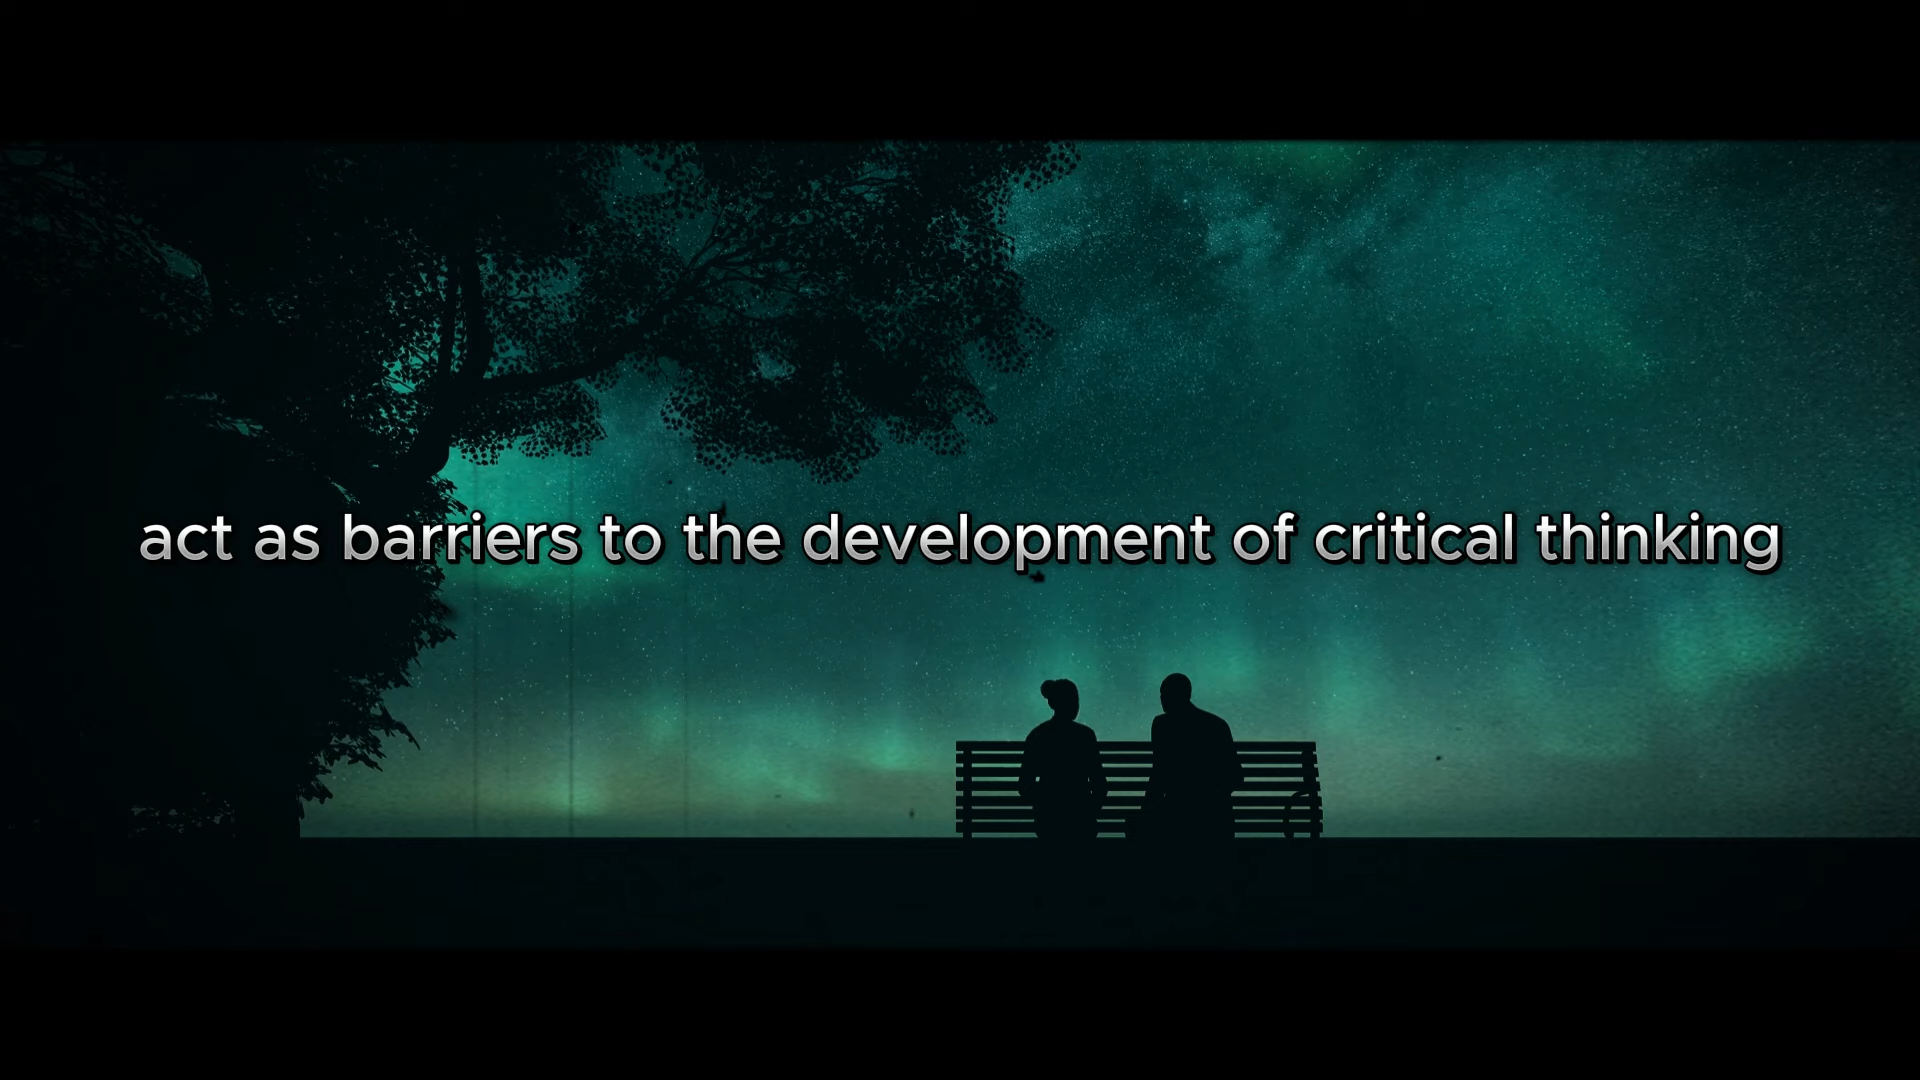 act as barriers to the development of critical thinking